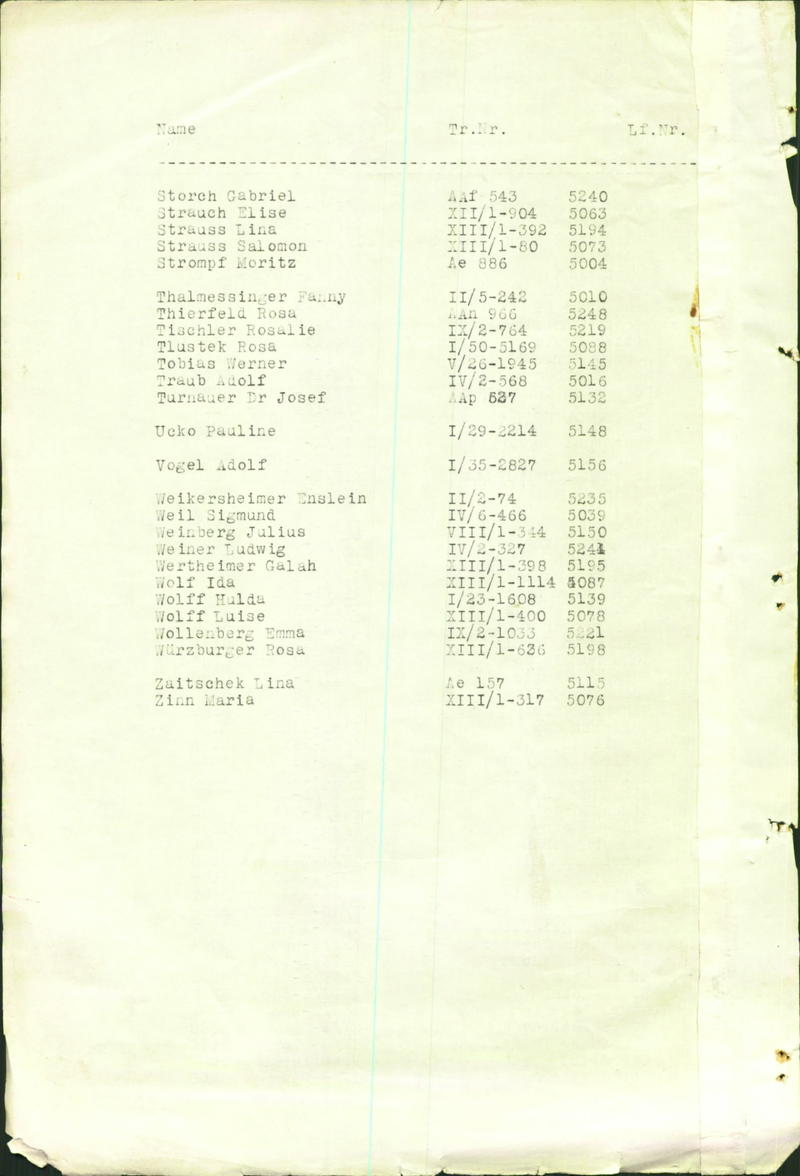 Name Tr.Nr. Lf.Nr.
Storch Gabriel AAf 543 5240
Strauch Elise XII/1-904 5063
Strauss Lina XIII/1-392 5194
Strauss Salomon XIII/1-80 5073
Strompf Moritz Ae 886 5004
Thalmessinger Fanny II/5-242 5010
Thierfeld Rosa AAn 966 5248
Tischler Rosalie IX/2-764 5219
Tlustek Rosa I/50-5169 5088
Tobias Werner V/26-1945 5145
Traub Adolf IV/2-568 5016
Turnauer Dr Josef AAp 527 5132
Ucko Pauline I/29-2214 5148
Vogel Adolf I/35-2827 5156
Weikersheimer Enslein II/2-74 5235
Weil Sigmund IV/6-466 5039
Weinberg Julius VIII/1-344 5150
Weiner Ludwig IV/2-327 5241
Wertheimer Galah XIII/1-398 5195
Wolf Ida XIII/1-1114 5087
Wolff Hulda I/23-1608 5139
Wolff Luise XIII/1-400 5078
Wollenberg Emma IX/2-1033 5221
Würzburger Rosa XIII/1-636 5198
Zaitschek Lina Ae 157 5115
Zinn Maria XIII/1-317 5076